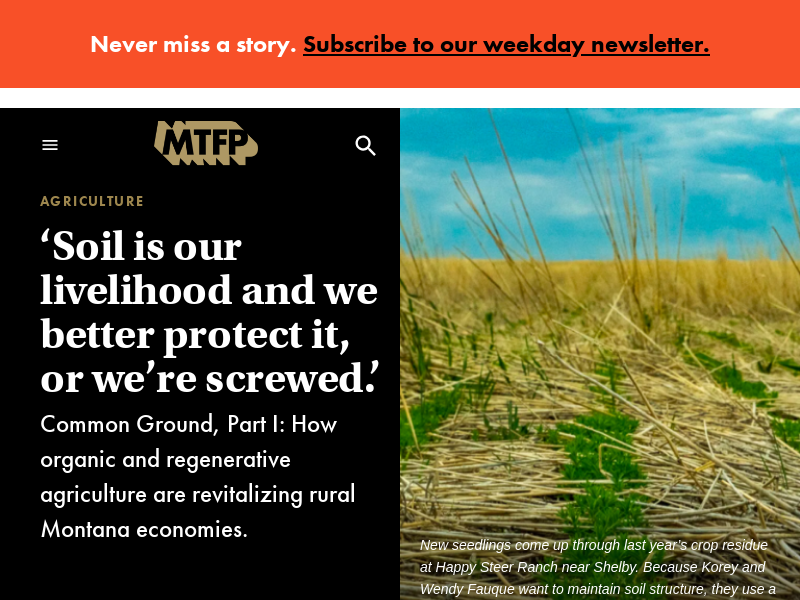 Never miss a story. Subscribe to our weekday newsletter.
MTFP
AGRICULTURE
‘Soil is our
livelihood and we
better protect it,
or we’re screwed.’
Common Ground, Part I: How
organic and regenerative
agriculture are revitalizing rural
Montana economies.
New seedlings come up through last year's crop residue
at Happy Steer Ranch near Shelby. Because Korey and
Wendy Fauque want to maintain soil structure, they use a